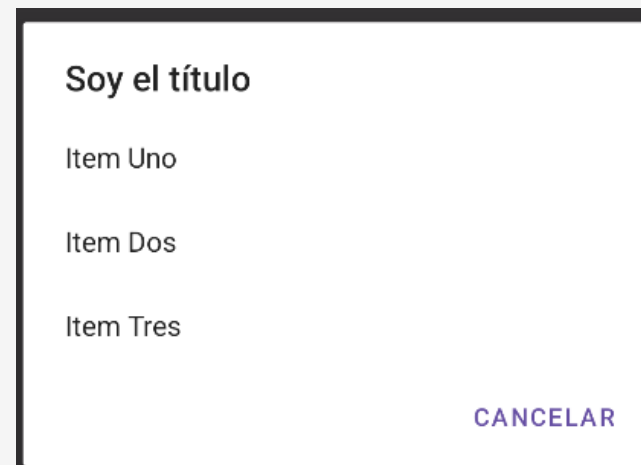 Soy el título
Item Uno
Item Dos
Item Tres
CANCELAR